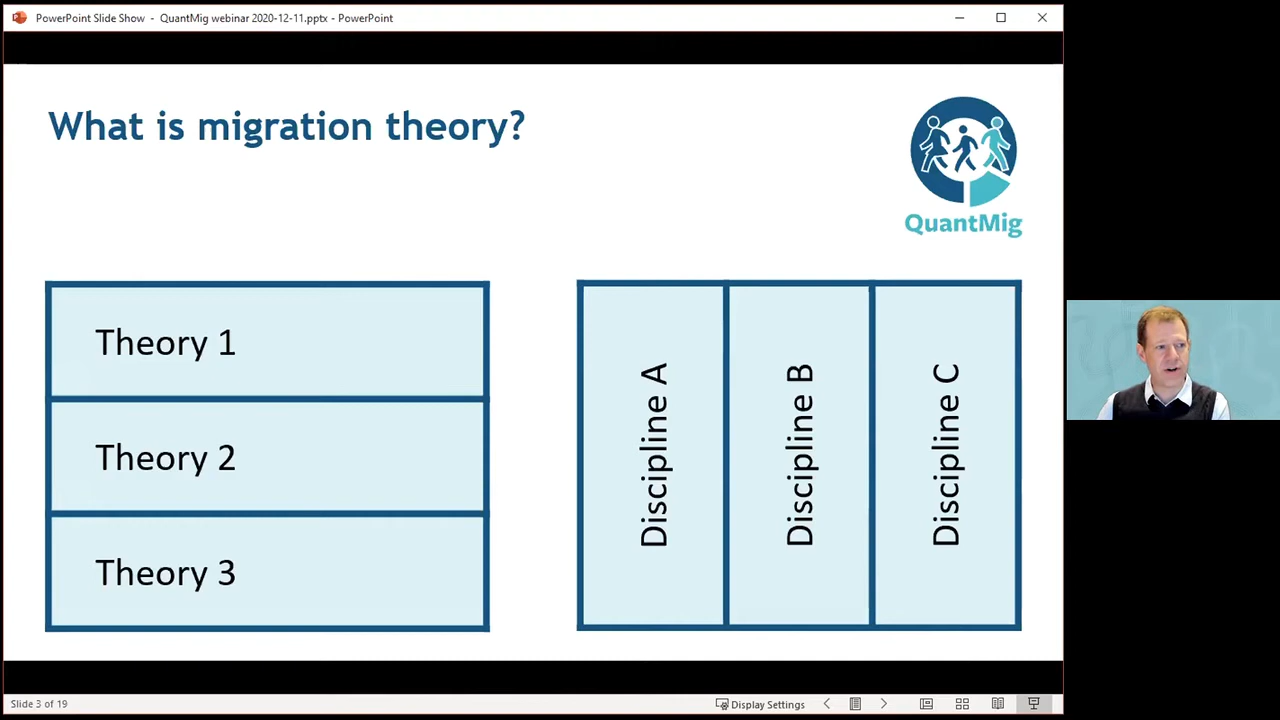 PowerPoint Slide Show - QuantMig webinar 2020-12-11.pptx - PowerPoint
What is migration theory?
QuantMig
Theory 1
Theory 2
Theory 3
Discipline A
Discipline B
Discipline C
Slide 3 of 19
Display Settings